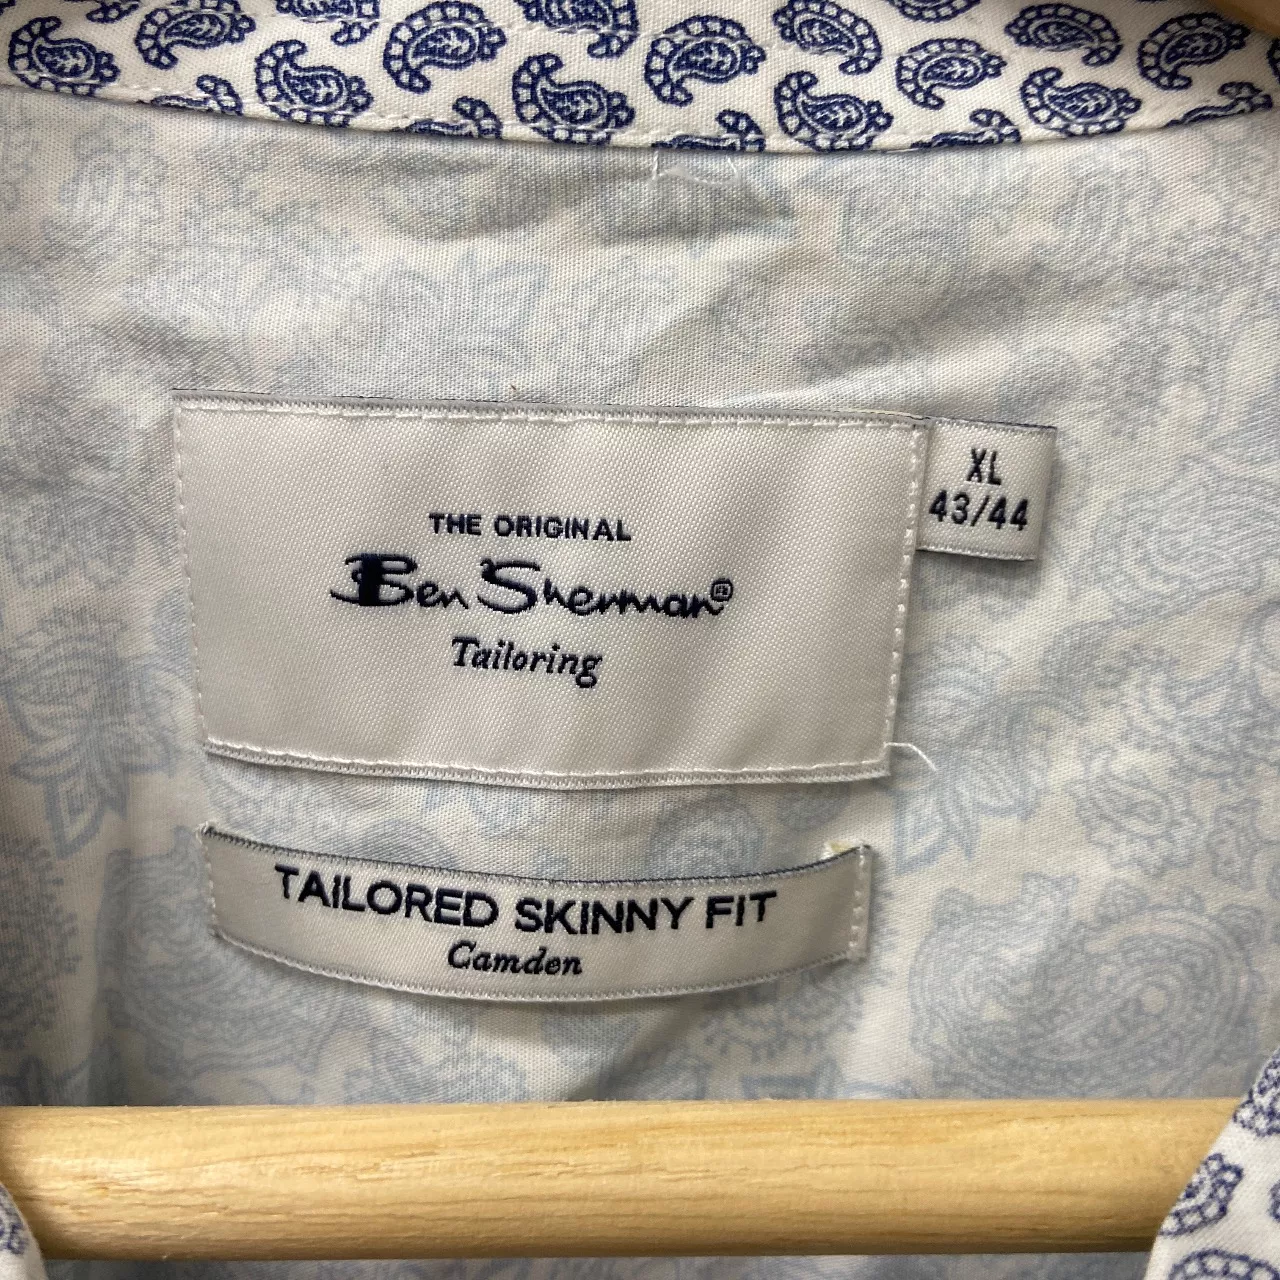 THE ORIGINAL
Ben Sherman®
Tailoring
XL
43/44
TAILORED SKINNY FIT
Camden